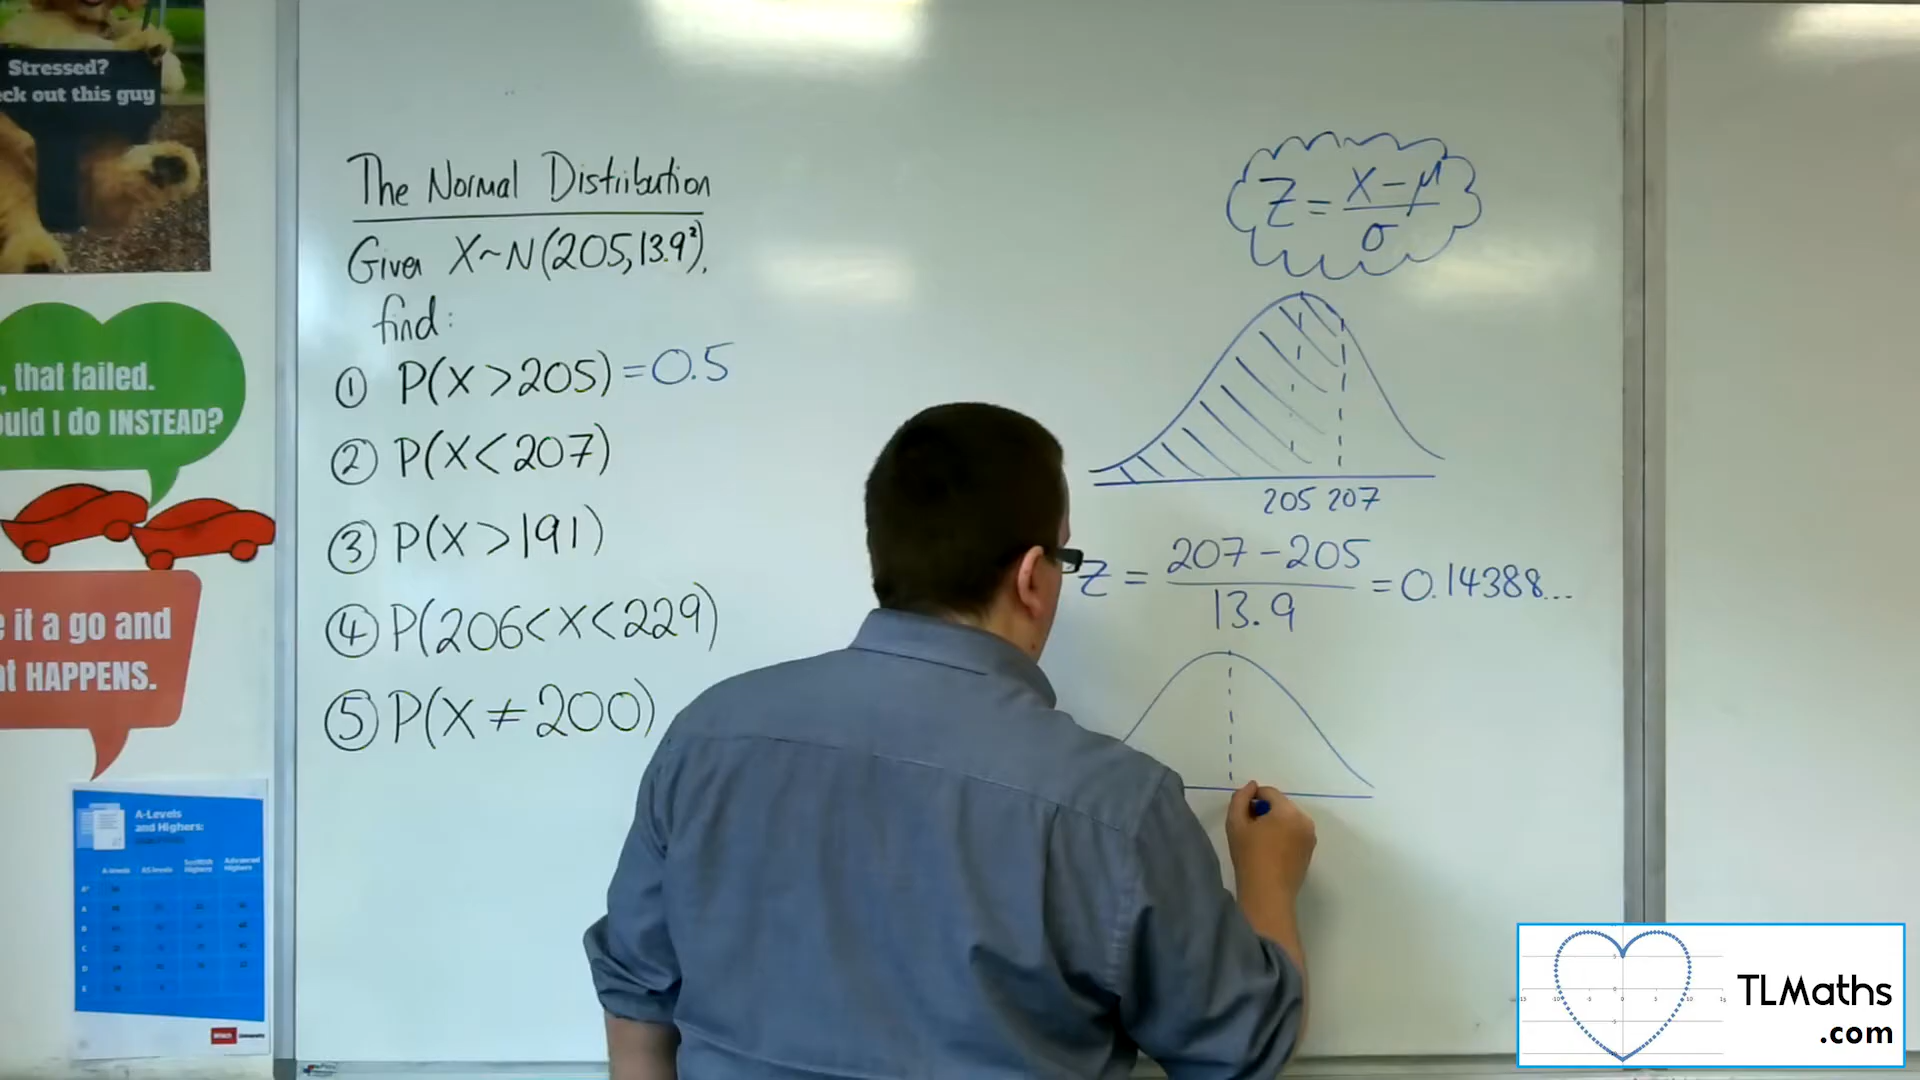 Stressed?
ck out this guy
, that failed.
ould I do INSTEAD?
e it a go and
at HAPPENS.
A-Levels
and Highers:
The Normal Distribution
Given X~N(205,13.9²),
find:
① P(X>205) = 0.5
② P(X<207)
③ P(X>191)
④ P(206<X<229)
⑤ P(X≠200)
Z = X-μ
σ
205 207
Z = 207-205 = 0.14388...
13.9
TLMaths
.com